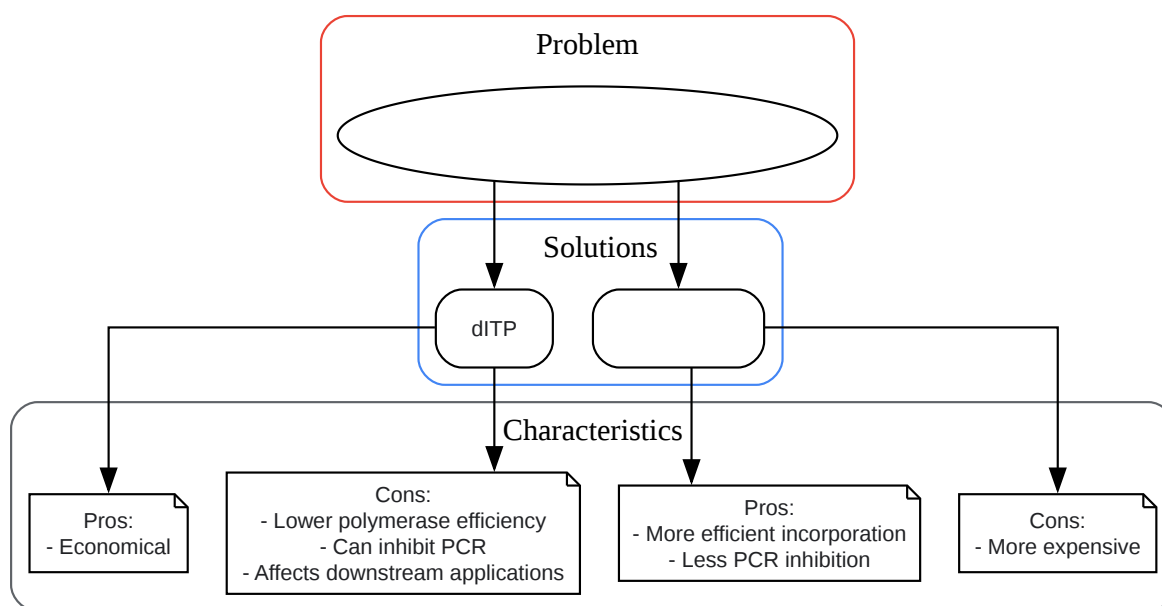 Problem
Solutions
dITP
Characteristics
Pros:
- Economical
Cons:
- Lower polymerase efficiency
- Can inhibit PCR
- Affects downstream applications
Pros:
- More efficient incorporation
- Less PCR inhibition
Cons:
- More expensive